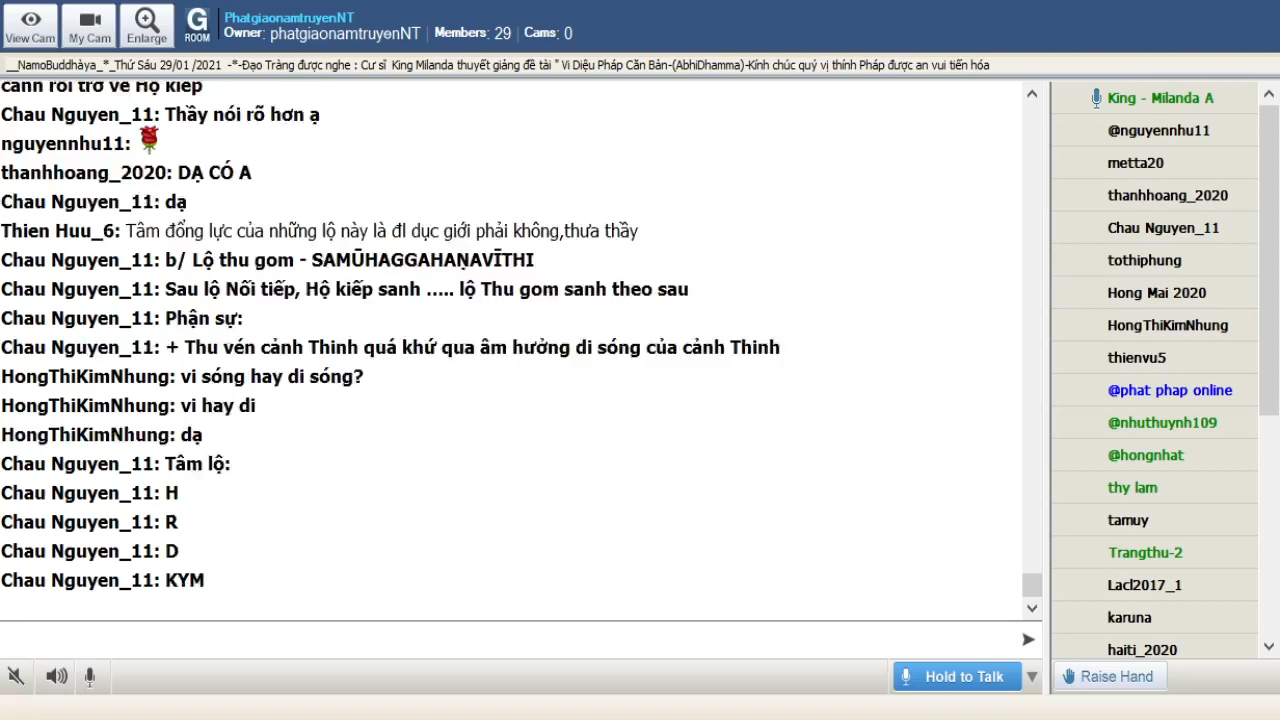 View Cam
My Cam
Enlarge
G
ROOM
PhatgiaonamtruyenNT
Owner: phatgiaonamtruyenNT | Members: 29 | Cams: 0
__NamoBuddhàya_*_Thứ Sáu 29/01 /2021 -*-Đạo Tràng được nghe : Cư sĩ King Milanda thuyết giảng đề tài " Vi Diệu Pháp Căn Bản-(AbhiDhamma)-Kính chúc quý vị thính Pháp được an vui tiến hóa
cảnh rồi trở về Hộ kiếp
Chau Nguyen_11: Thầy nói rõ hơn ạ
nguyennhu11:
thanhhoang_2020: DẠ CÓ A
Chau Nguyen_11: dạ
Thien Huu_6: Tâm đổng lực của những lộ này là đl dục giới phải không,thưa thầy
Chau Nguyen_11: b/ Lộ thu gom - SAMŪHAGGAHAṆAVĪTHI
Chau Nguyen_11: Sau lộ Nối tiếp, Hộ kiếp sanh ….. lộ Thu gom sanh theo sau
Chau Nguyen_11: Phận sự:
Chau Nguyen_11: + Thu vén cảnh Thinh quá khứ qua âm hưởng di sóng của cảnh Thinh
HongThiKimNhung: vi sóng hay di sóng?
HongThiKimNhung: vi hay di
HongThiKimNhung: dạ
Chau Nguyen_11: Tâm lộ:
Chau Nguyen_11: H
Chau Nguyen_11: R
Chau Nguyen_11: D
Chau Nguyen_11: KYM
King - Milanda A
@nguyennhu11
metta20
thanhhoang_2020
Chau Nguyen_11
tothiphung
Hong Mai 2020
HongThiKimNhung
thienvu5
@phat phap online
@nhuthuynh109
@hongnhat
thy lam
tamuy
Trangthu-2
Lacl2017_1
karuna
haiti_2020
Hold to Talk
Raise Hand